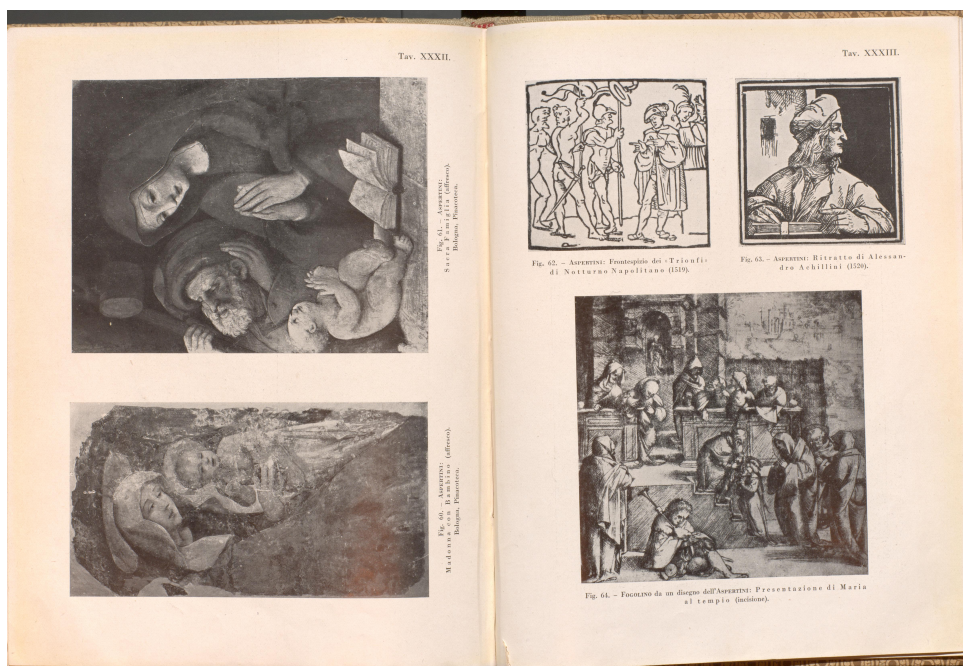 Tav. XXXII.
Fig. 61. – ASPERTINI:
Sacra Famiglia (affresco).
Bologna, Pinacoteca.
Fig. 60. – ASPERTINI:
Madonna con Bambino (affresco).
Bologna, Pinacoteca.
Tav. XXXIII.
Fig. 62. – ASPERTINI: Frontespizio dei «Trionfi»
di Notturno Napolitano (1519).
Fig. 63. – ASPERTINI: Ritratto di Alessan-
dro Achillini (1520).
Fig. 64. – FOGOLINO da un disegno dell'ASPERTINI: Presentazione di Maria
al tempio (incisione).